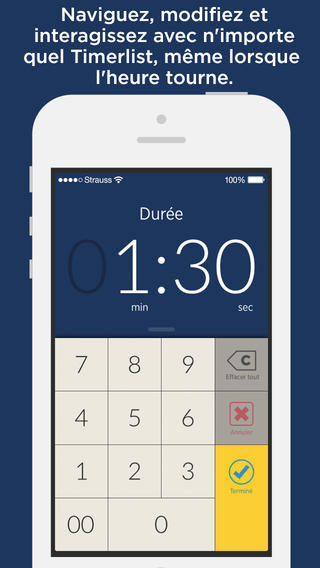 Naviguez, modifiez et
interagissez avec n'importe
quel Timerlist, même lorsque
l'heure tourne.
Strauss 100%
Durée
01:30
min sec
7 8 9 C
Effacer tout
4 5 6
Annuler
1 2 3
Terminé
00 0